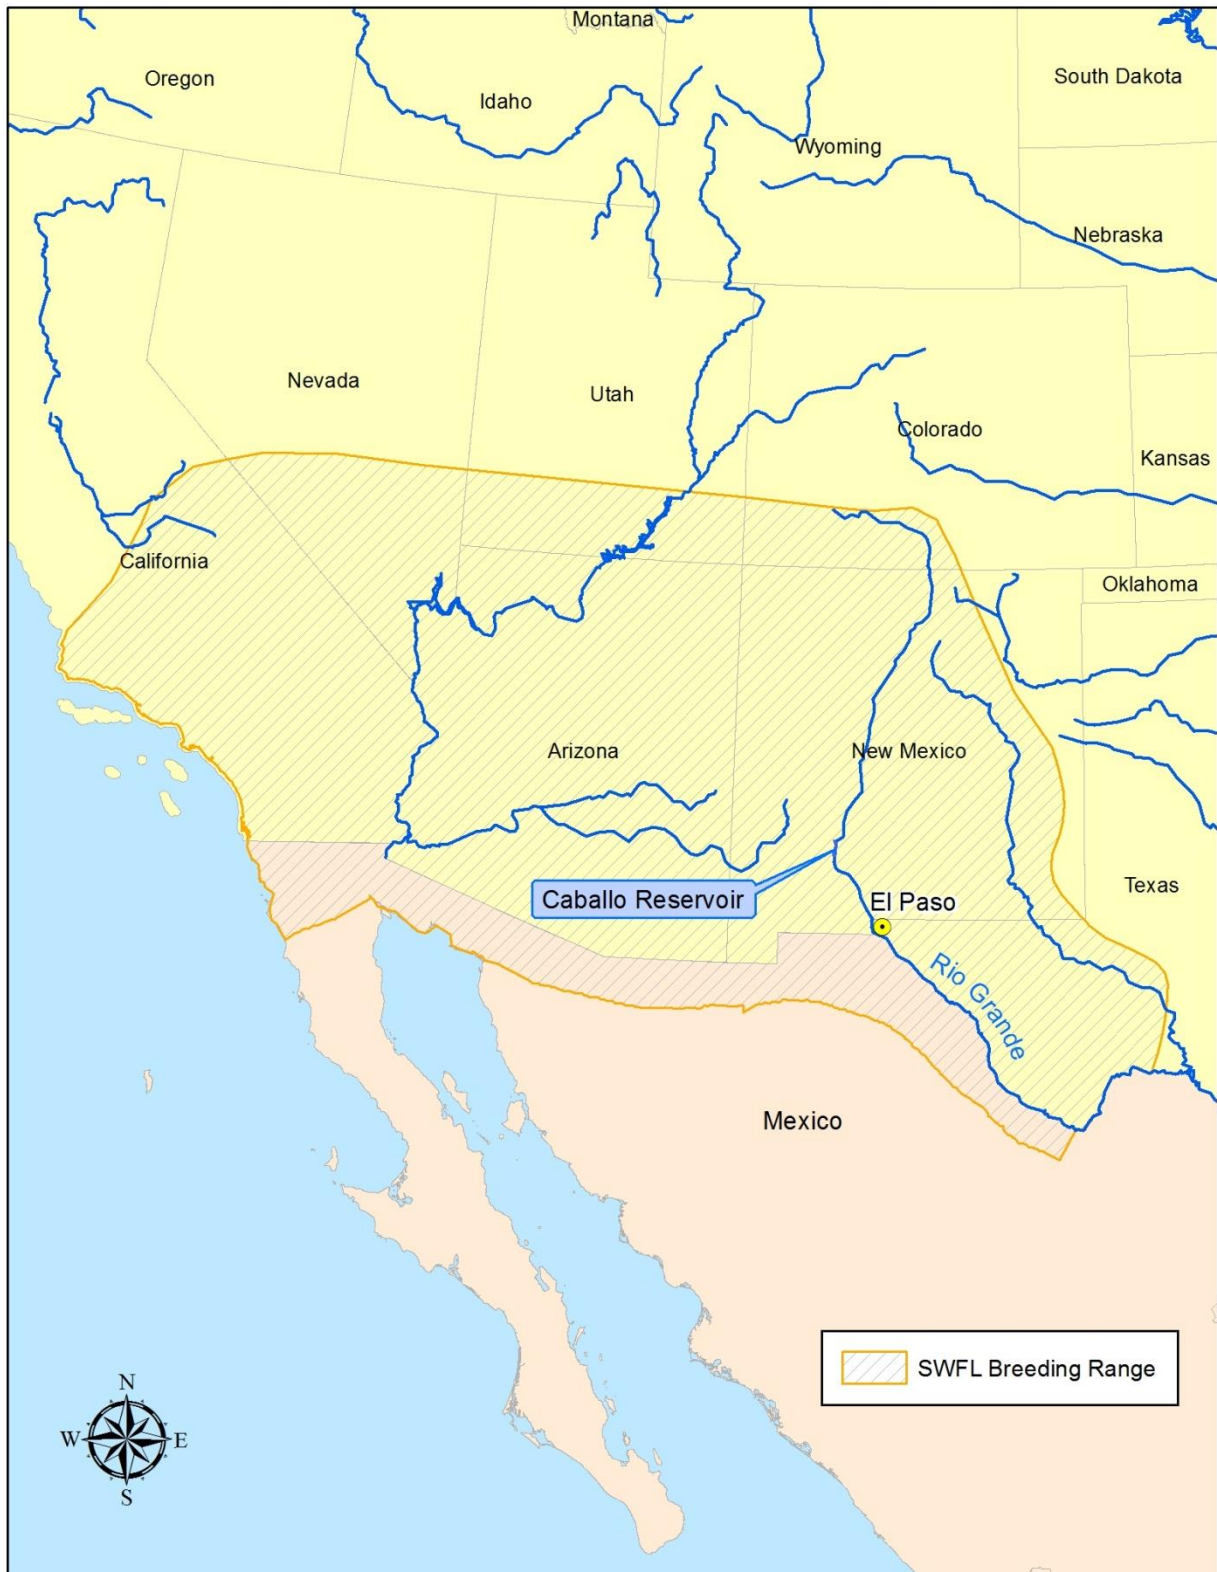 Montana
Oregon
South Dakota
Idaho
Wyoming
Nebraska
Nevada
Utah
Colorado
Kansas
California
Oklahoma
Arizona
New Mexico
Caballo Reservoir
El Paso
Texas
Rio Grande
Mexico
SWFL Breeding Range
N
W
E
S